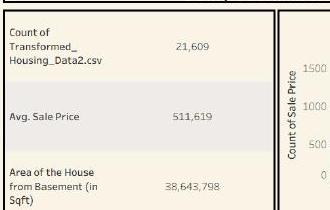 Count of
Transformed_
Housing_Data2.csv
21,609
Avg. Sale Price
511,619
Area of the House
from Basement (in
Sqft)
38,643,798
Count of Sale Price
1500
1000
500
0